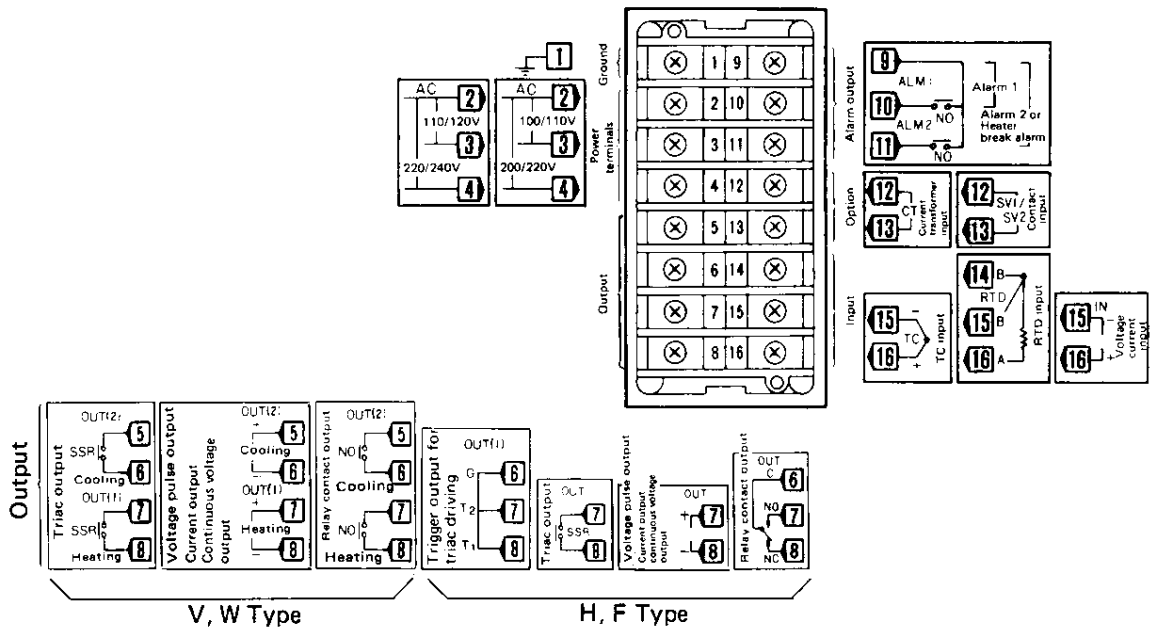 1
Ground
1 9
2 10
3 11
4 12
5 13
6 14
7 15
8 16
Power terminals
Output
Alarm output
Option
Input
AC
2
110/120V
3
220/240V
4
AC
2
100/110V
3
200/220V
4
9
ALM1
10
NO
ALM2
11
NO
Alarm 1
Alarm 2 or
Heater
break alarm
12
CT
13
Current
transformer
input
12
SV1/
SV2
13
Contact
input
15 -
TC
16 +
TC input
14 B
RTD
15 B
16 A
RTD input
15 IN
-
16 +
Voltage
current
input
Output
Triac output
OUT(2)
5
SSR
6
Cooling
OUT(1)
7
SSR
8
Heating
Voltage pulse output
Current output
Continuous voltage
output
OUT(2)
+ 5
Cooling
- 6
OUT(1)
+ 7
Heating
- 8
Relay contact output
OUT(2)
5
NO
6
Cooling
7
NO
8
Heating
Trigger output for
triac driving
OUT(1)
G 6
T2 7
T1 8
Triac output
OUT
7
SSR
8
Voltage pulse output
Current output
continuous voltage
output
OUT
+ 7
- 8
Relay contact output
OUT
C 6
NO 7
NC 8
V, W Type
H, F Type